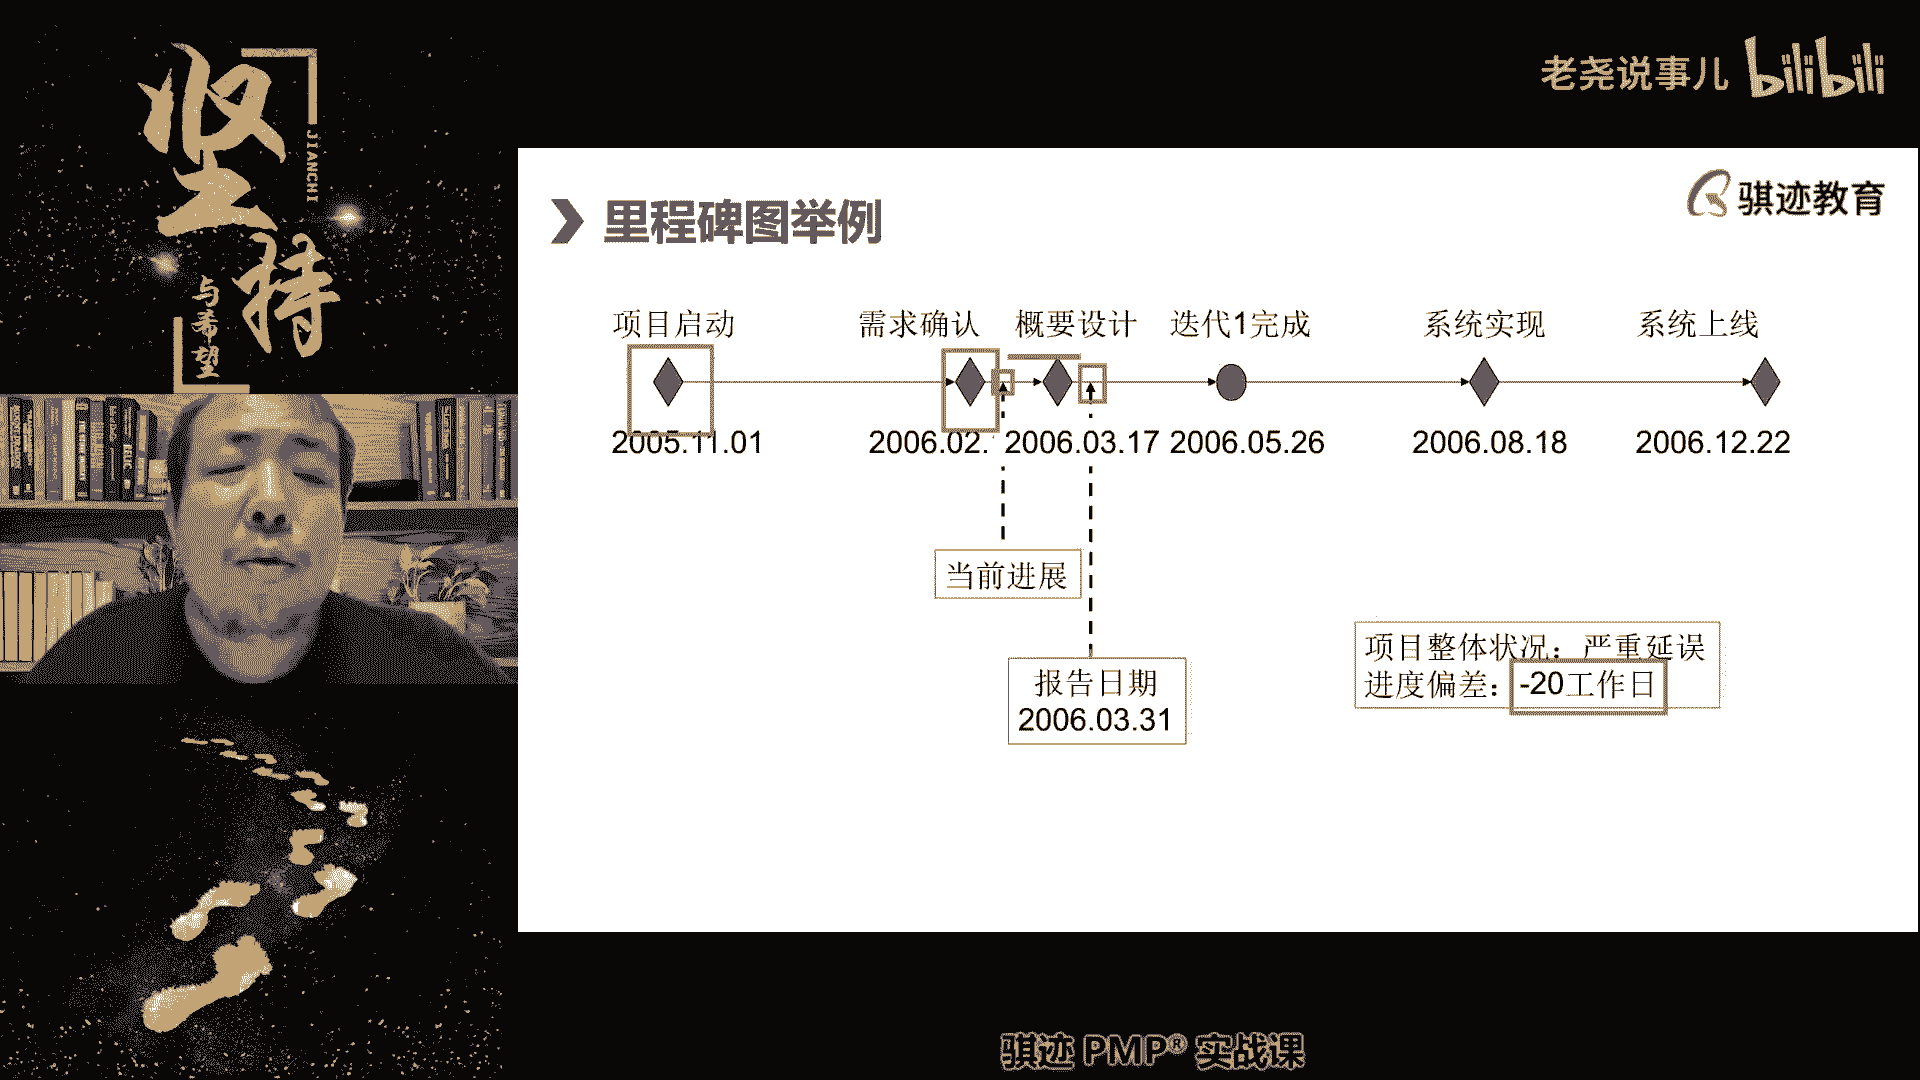 坚持
JIANCHI
与希望
老尧说事儿 bilibili
骐迹教育
里程碑图举例
项目启动 需求确认 概要设计 迭代1完成 系统实现 系统上线
2005.11.01 2006.02. 2006.03.17 2006.05.26 2006.08.18 2006.12.22
当前进展
报告日期
2006.03.31
项目整体状况：严重延误
进度偏差：-20工作日
骐迹 PMP® 实战课